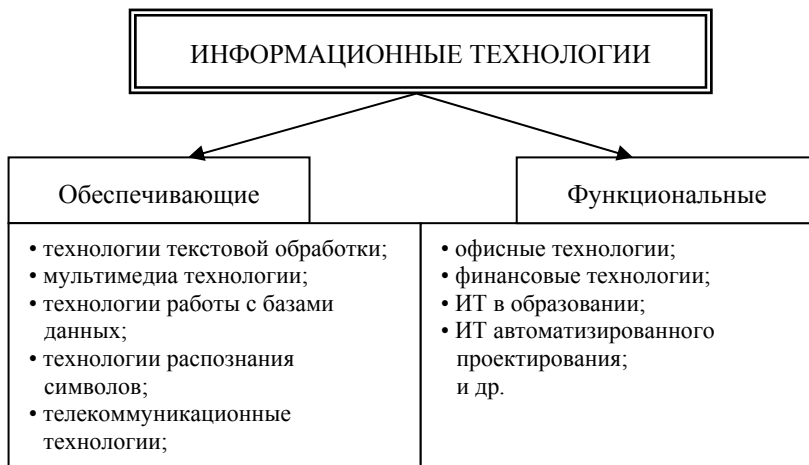 ИНФОРМАЦИОННЫЕ ТЕХНОЛОГИИ
Обеспечивающие
• технологии текстовой обработки;
• мультимедиа технологии;
• технологии работы с базами
данных;
• технологии распознания
символов;
• телекоммуникационные
технологии;
Функциональные
• офисные технологии;
• финансовые технологии;
• ИТ в образовании;
• ИТ автоматизированного
проектирования;
и др.